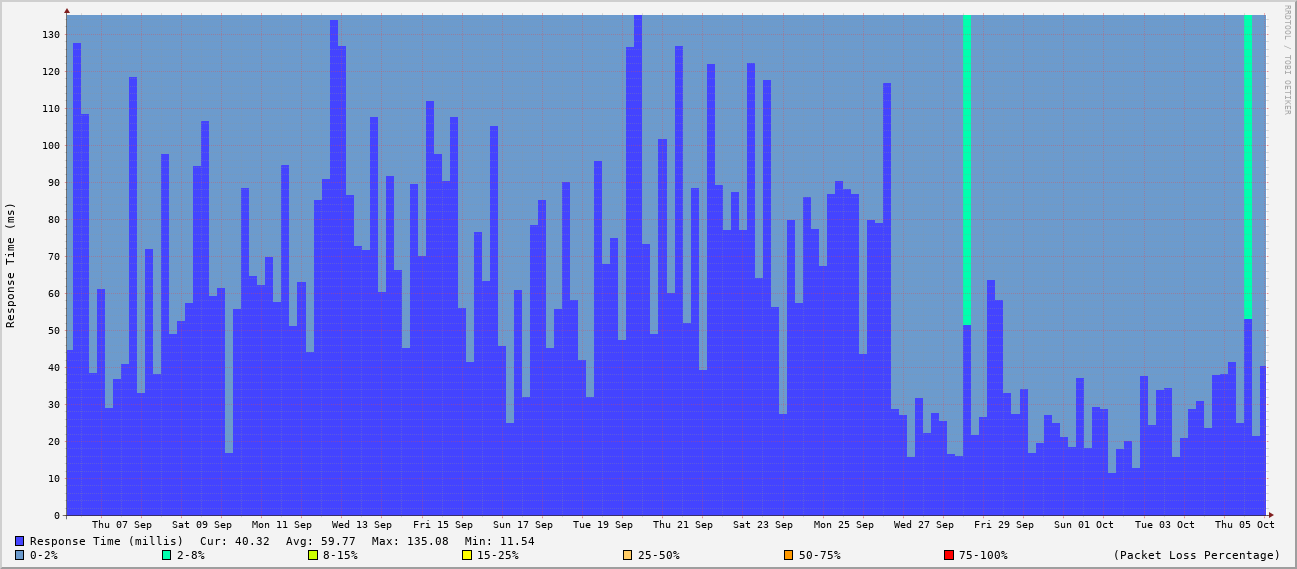 RRDTOOL / TOBI OETIKER
Response Time (ms)
130
120
110
100
90
80
70
60
50
40
30
20
10
0
Thu 07 Sep Sat 09 Sep Mon 11 Sep Wed 13 Sep Fri 15 Sep Sun 17 Sep Tue 19 Sep Thu 21 Sep Sat 23 Sep Mon 25 Sep Wed 27 Sep Fri 29 Sep Sun 01 Oct Tue 03 Oct Thu 05 Oct
Response Time (millis) Cur: 40.32 Avg: 59.77 Max: 135.08 Min: 11.54
0-2% 2-8% 8-15% 15-25% 25-50% 50-75% 75-100% (Packet Loss Percentage)